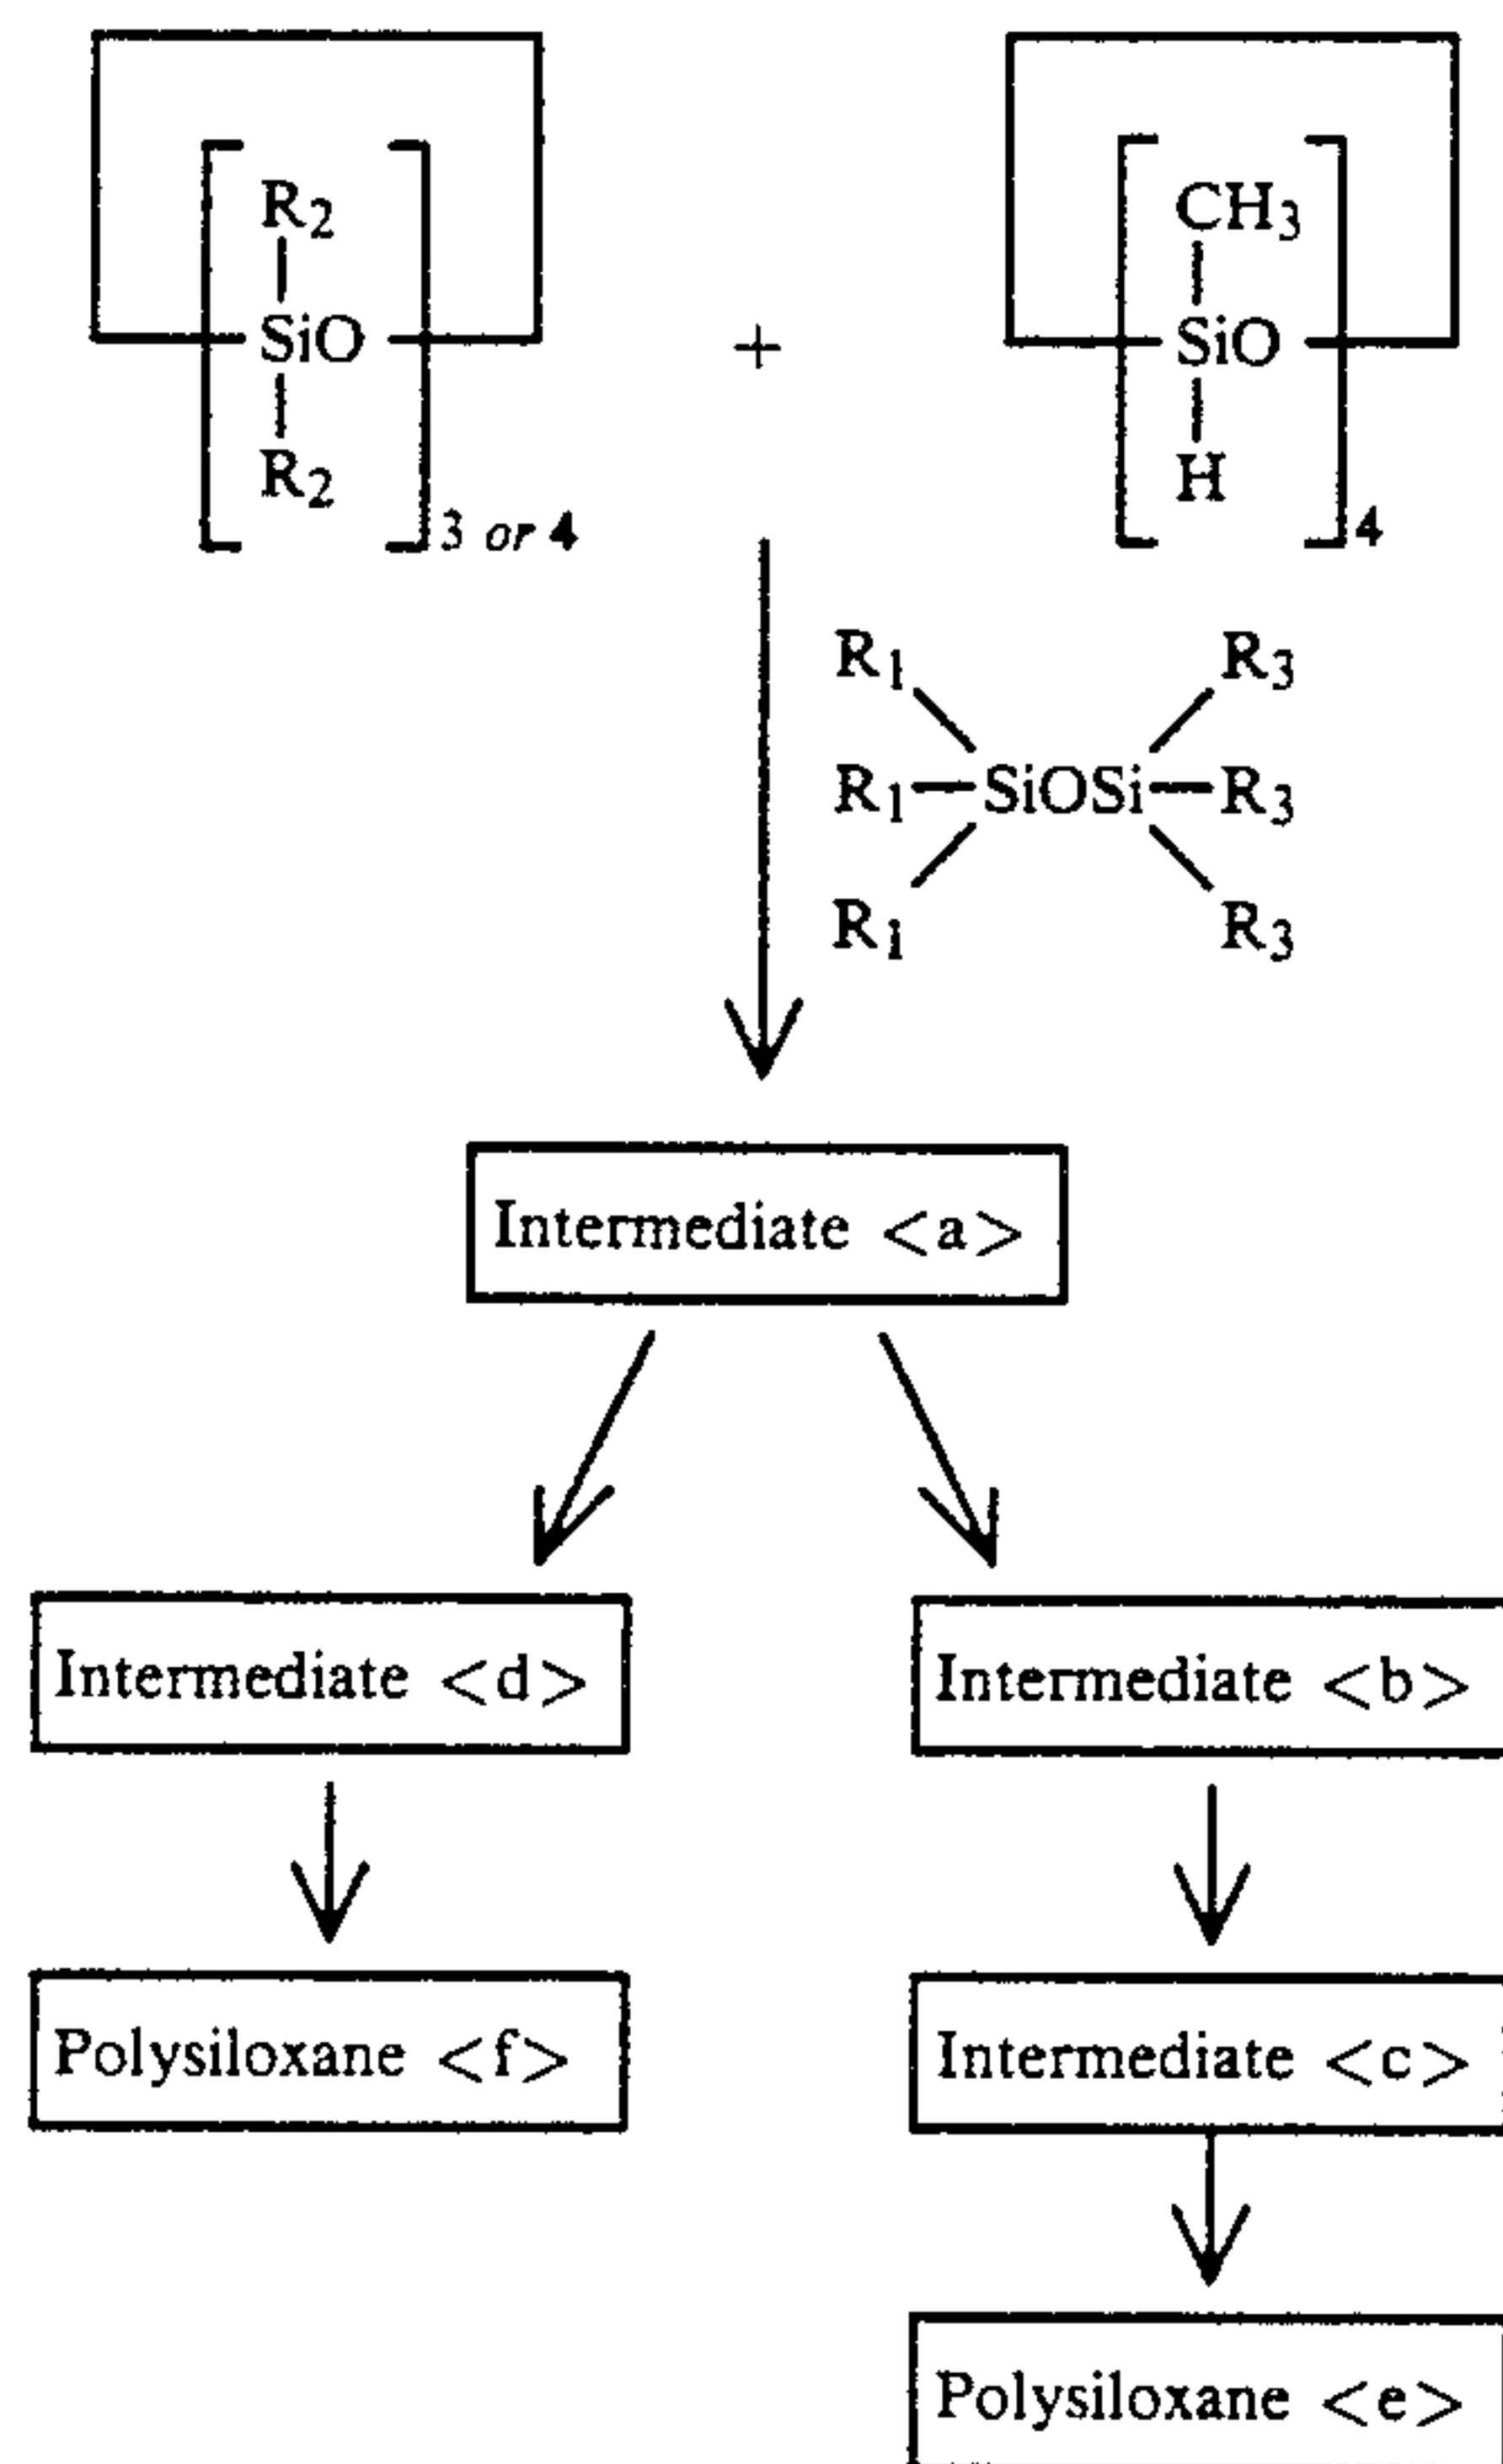 R2 CH3
SiO + SiO
R2 H
3 or 4 4
R1 R3
R1 SiOSi R3
R1 R3
Intermediate <a>
Intermediate <d> Intermediate <b>
Polysiloxane <f> Intermediate <c>
Polysiloxane <e>